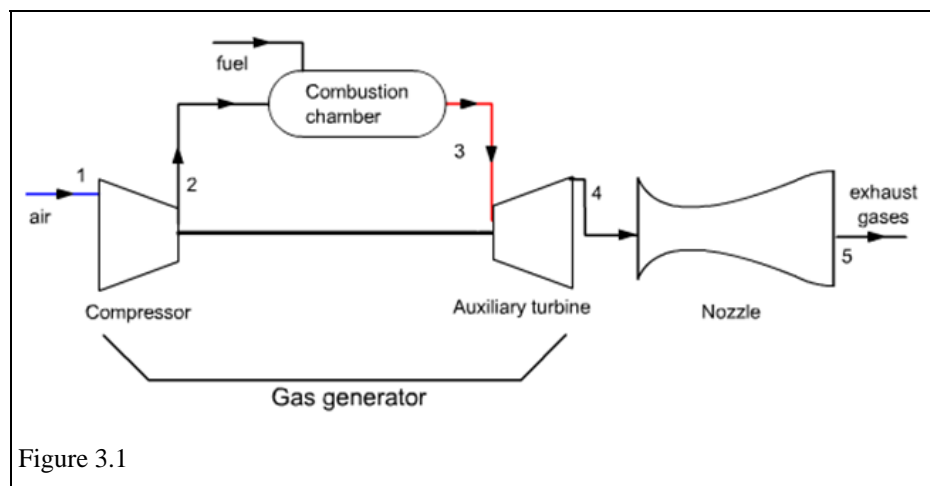 fuel
Combustion
chamber
1
air
2
3
4
exhaust
gases
5
Compressor
Auxiliary turbine
Nozzle
Gas generator
Figure 3.1